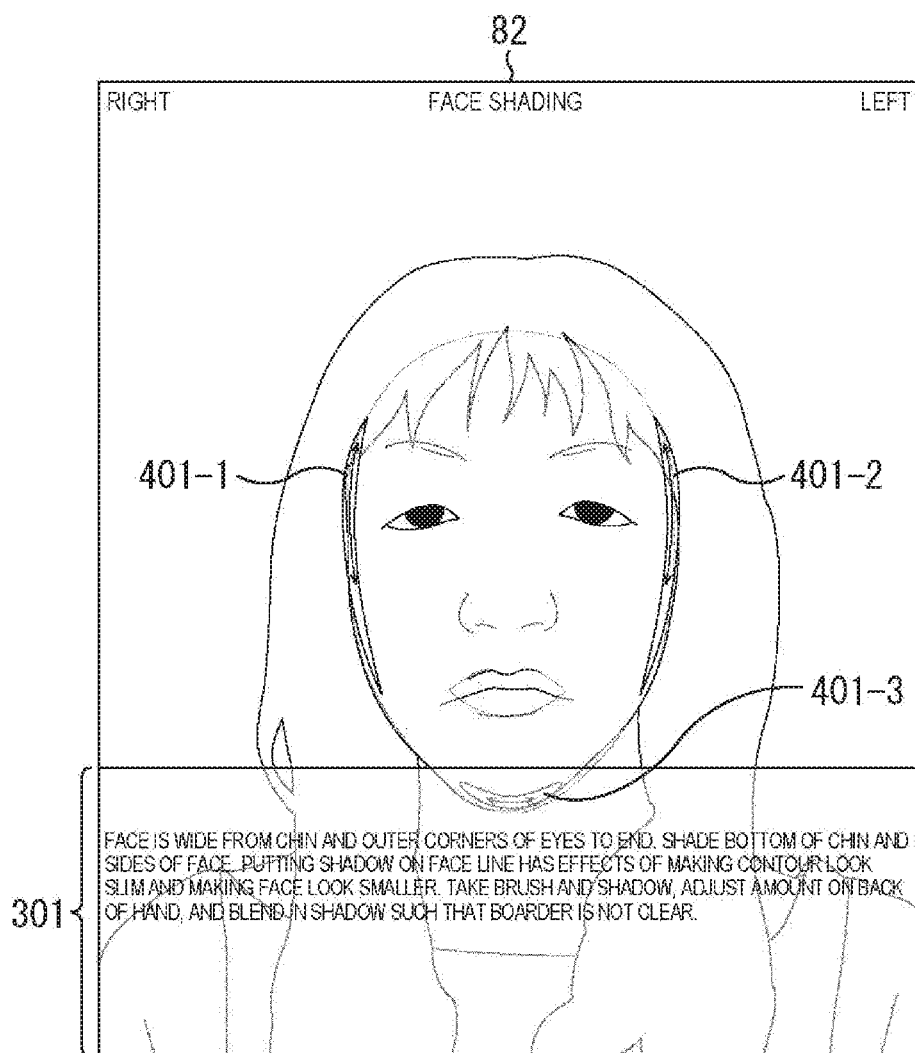 82
RIGHT FACE SHADING LEFT
401-1
401-2
401-3
301
FACE IS WIDE FROM CHIN AND OUTER CORNERS OF EYES TO END. SHADE BOTTOM OF CHIN AND
SIDES OF FACE. PUTTING SHADOW ON FACE LINE HAS EFFECTS OF MAKING CONTOUR LOOK
SLIM AND MAKING FACE LOOK SMALLER. TAKE BRUSH AND SHADOW, ADJUST AMOUNT ON BACK
OF HAND, AND BLEND IN SHADOW SUCH THAT BOARDER IS NOT CLEAR.